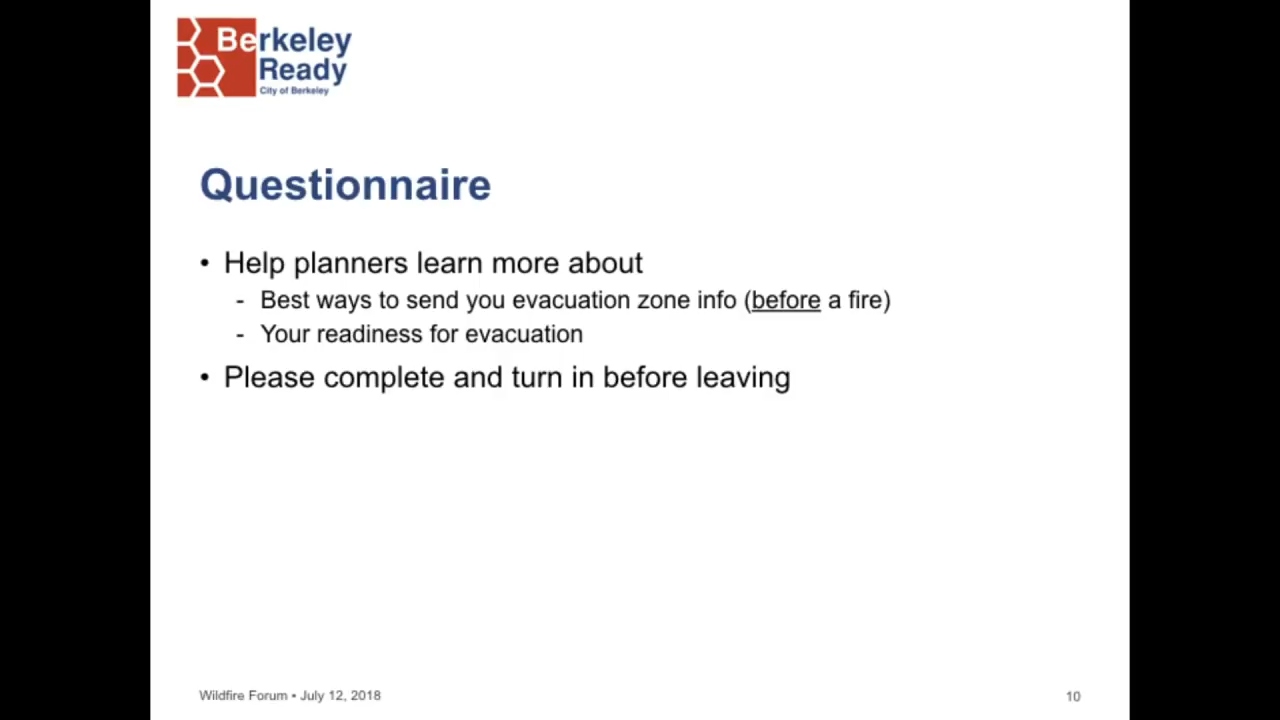 Berkeley
Ready
City of Berkeley
Questionnaire
• Help planners learn more about
- Best ways to send you evacuation zone info (before a fire)
- Your readiness for evacuation
• Please complete and turn in before leaving
Wildfire Forum • July 12, 2018
10